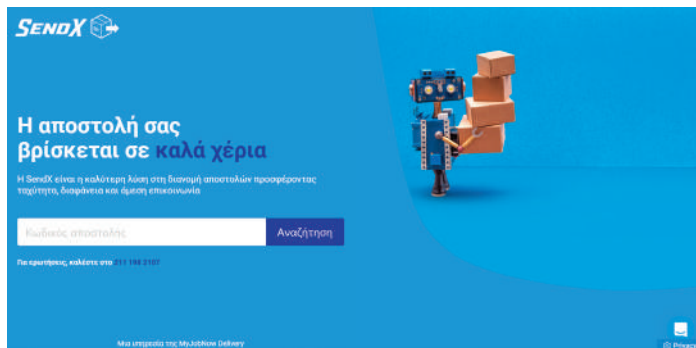 SENDX
Η αποστολή σας
βρίσκεται σε καλά χέρια
Η SendX είναι η καλύτερη λύση στη διανομή αποστολών προσφέροντας
ταχύτητα, διαφάνεια και άμεση επικοινωνία
Κωδικός αποστολής
Αναζήτηση
Για ερωτήσεις, καλέστε στο 211 198 2107
Μια υπηρεσία της MyJobNow Delivery